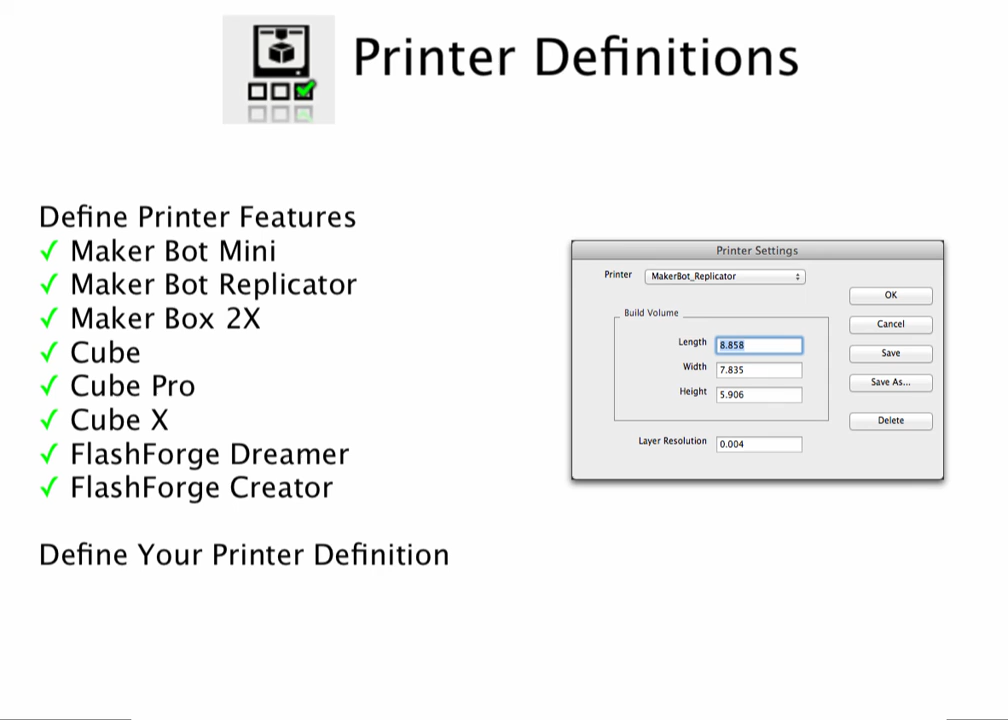 Printer Definitions
Define Printer Features
✓ Maker Bot Mini
✓ Maker Bot Replicator
✓ Maker Box 2X
✓ Cube
✓ Cube Pro
✓ Cube X
✓ FlashForge Dreamer
✓ FlashForge Creator
Define Your Printer Definition
Printer Settings
Printer MakerBot_Replicator
Build Volume
Length 8.858
Width 7.835
Height 5.906
Layer Resolution 0.004
OK
Cancel
Save
Save As...
Delete